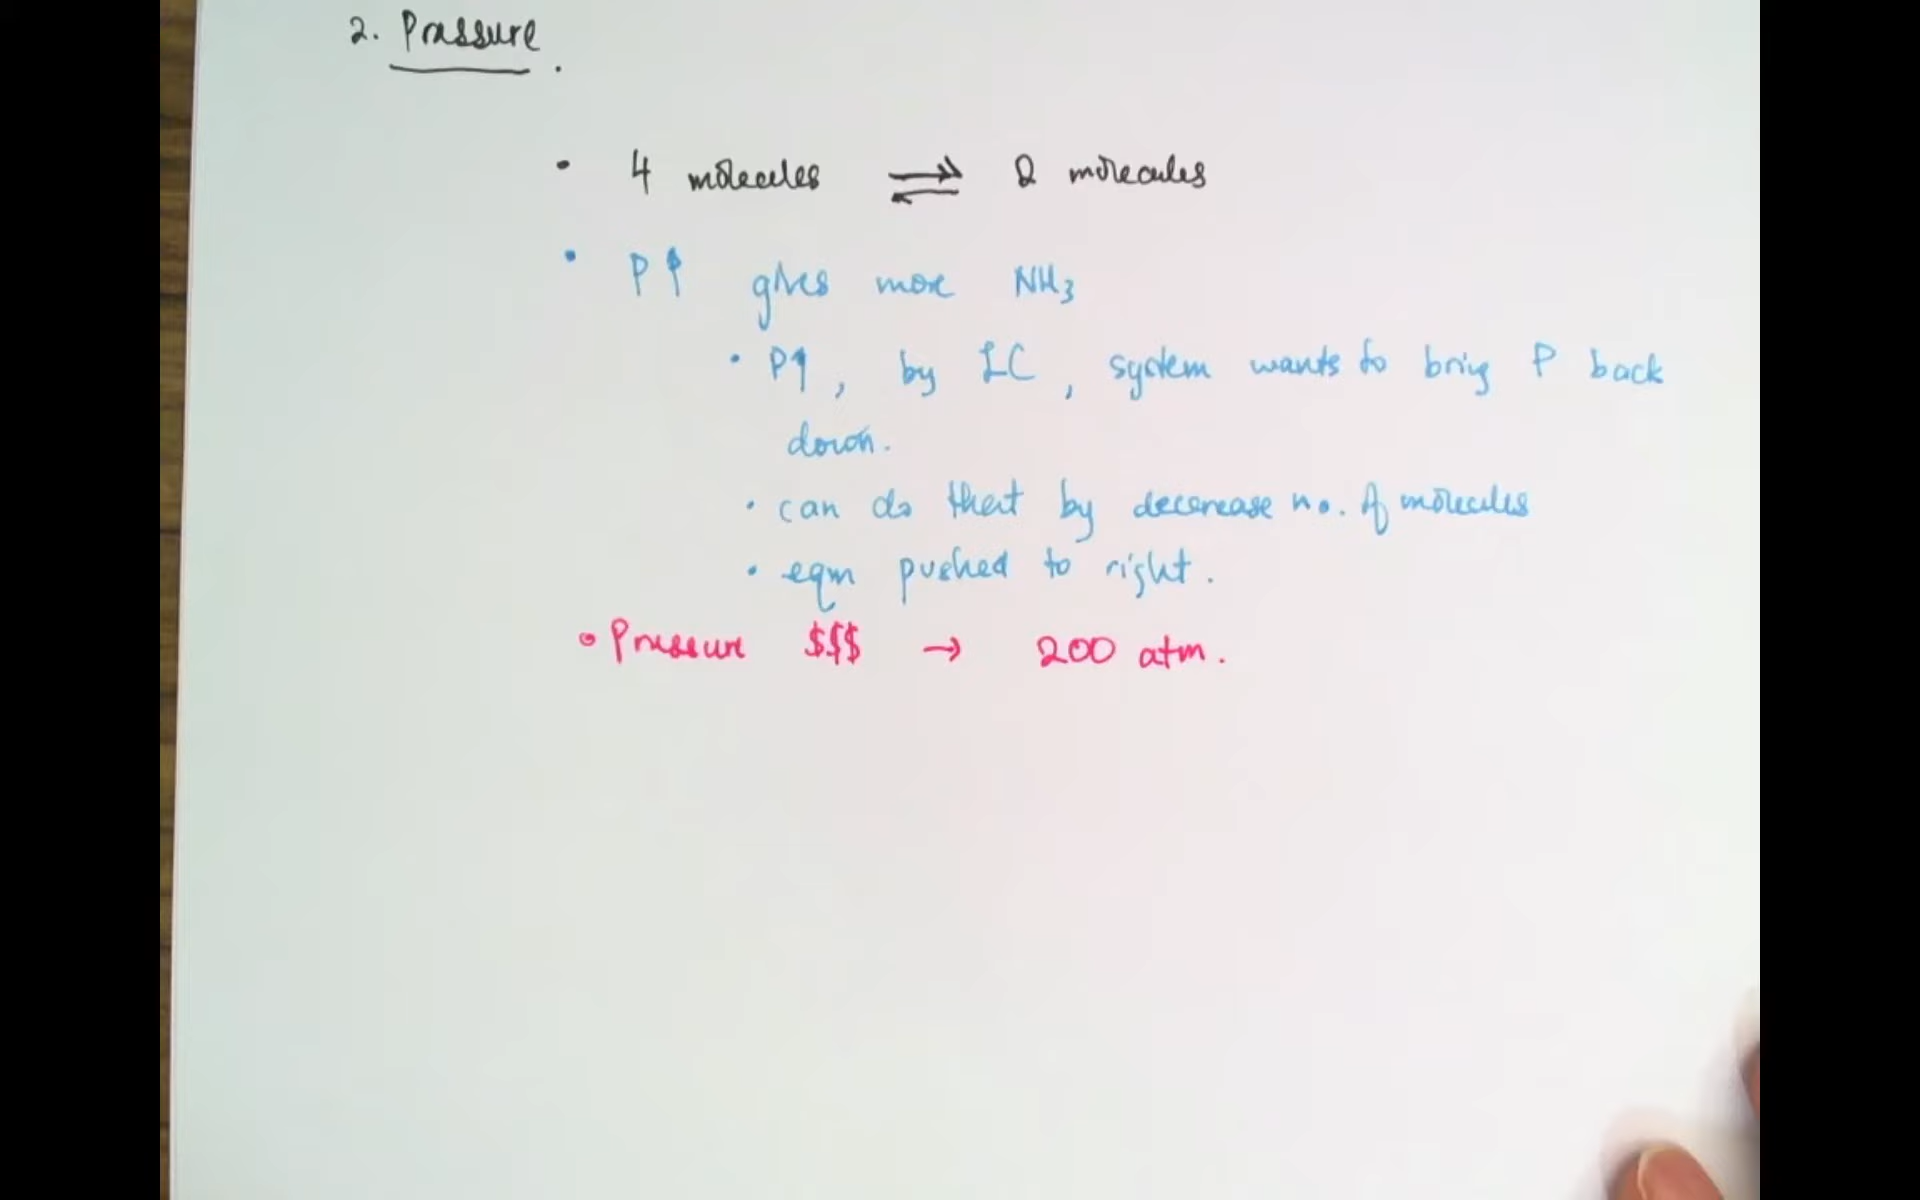 2. Pressure.
• 4 molecules ⇌ 2 molecules
• P↑ gives more NH3
• P↑, by LC, system wants to bring P back
down.
• can do that by decrease no. of molecules
• eqm pushed to right.
• Pressure $$$ → 200 atm.